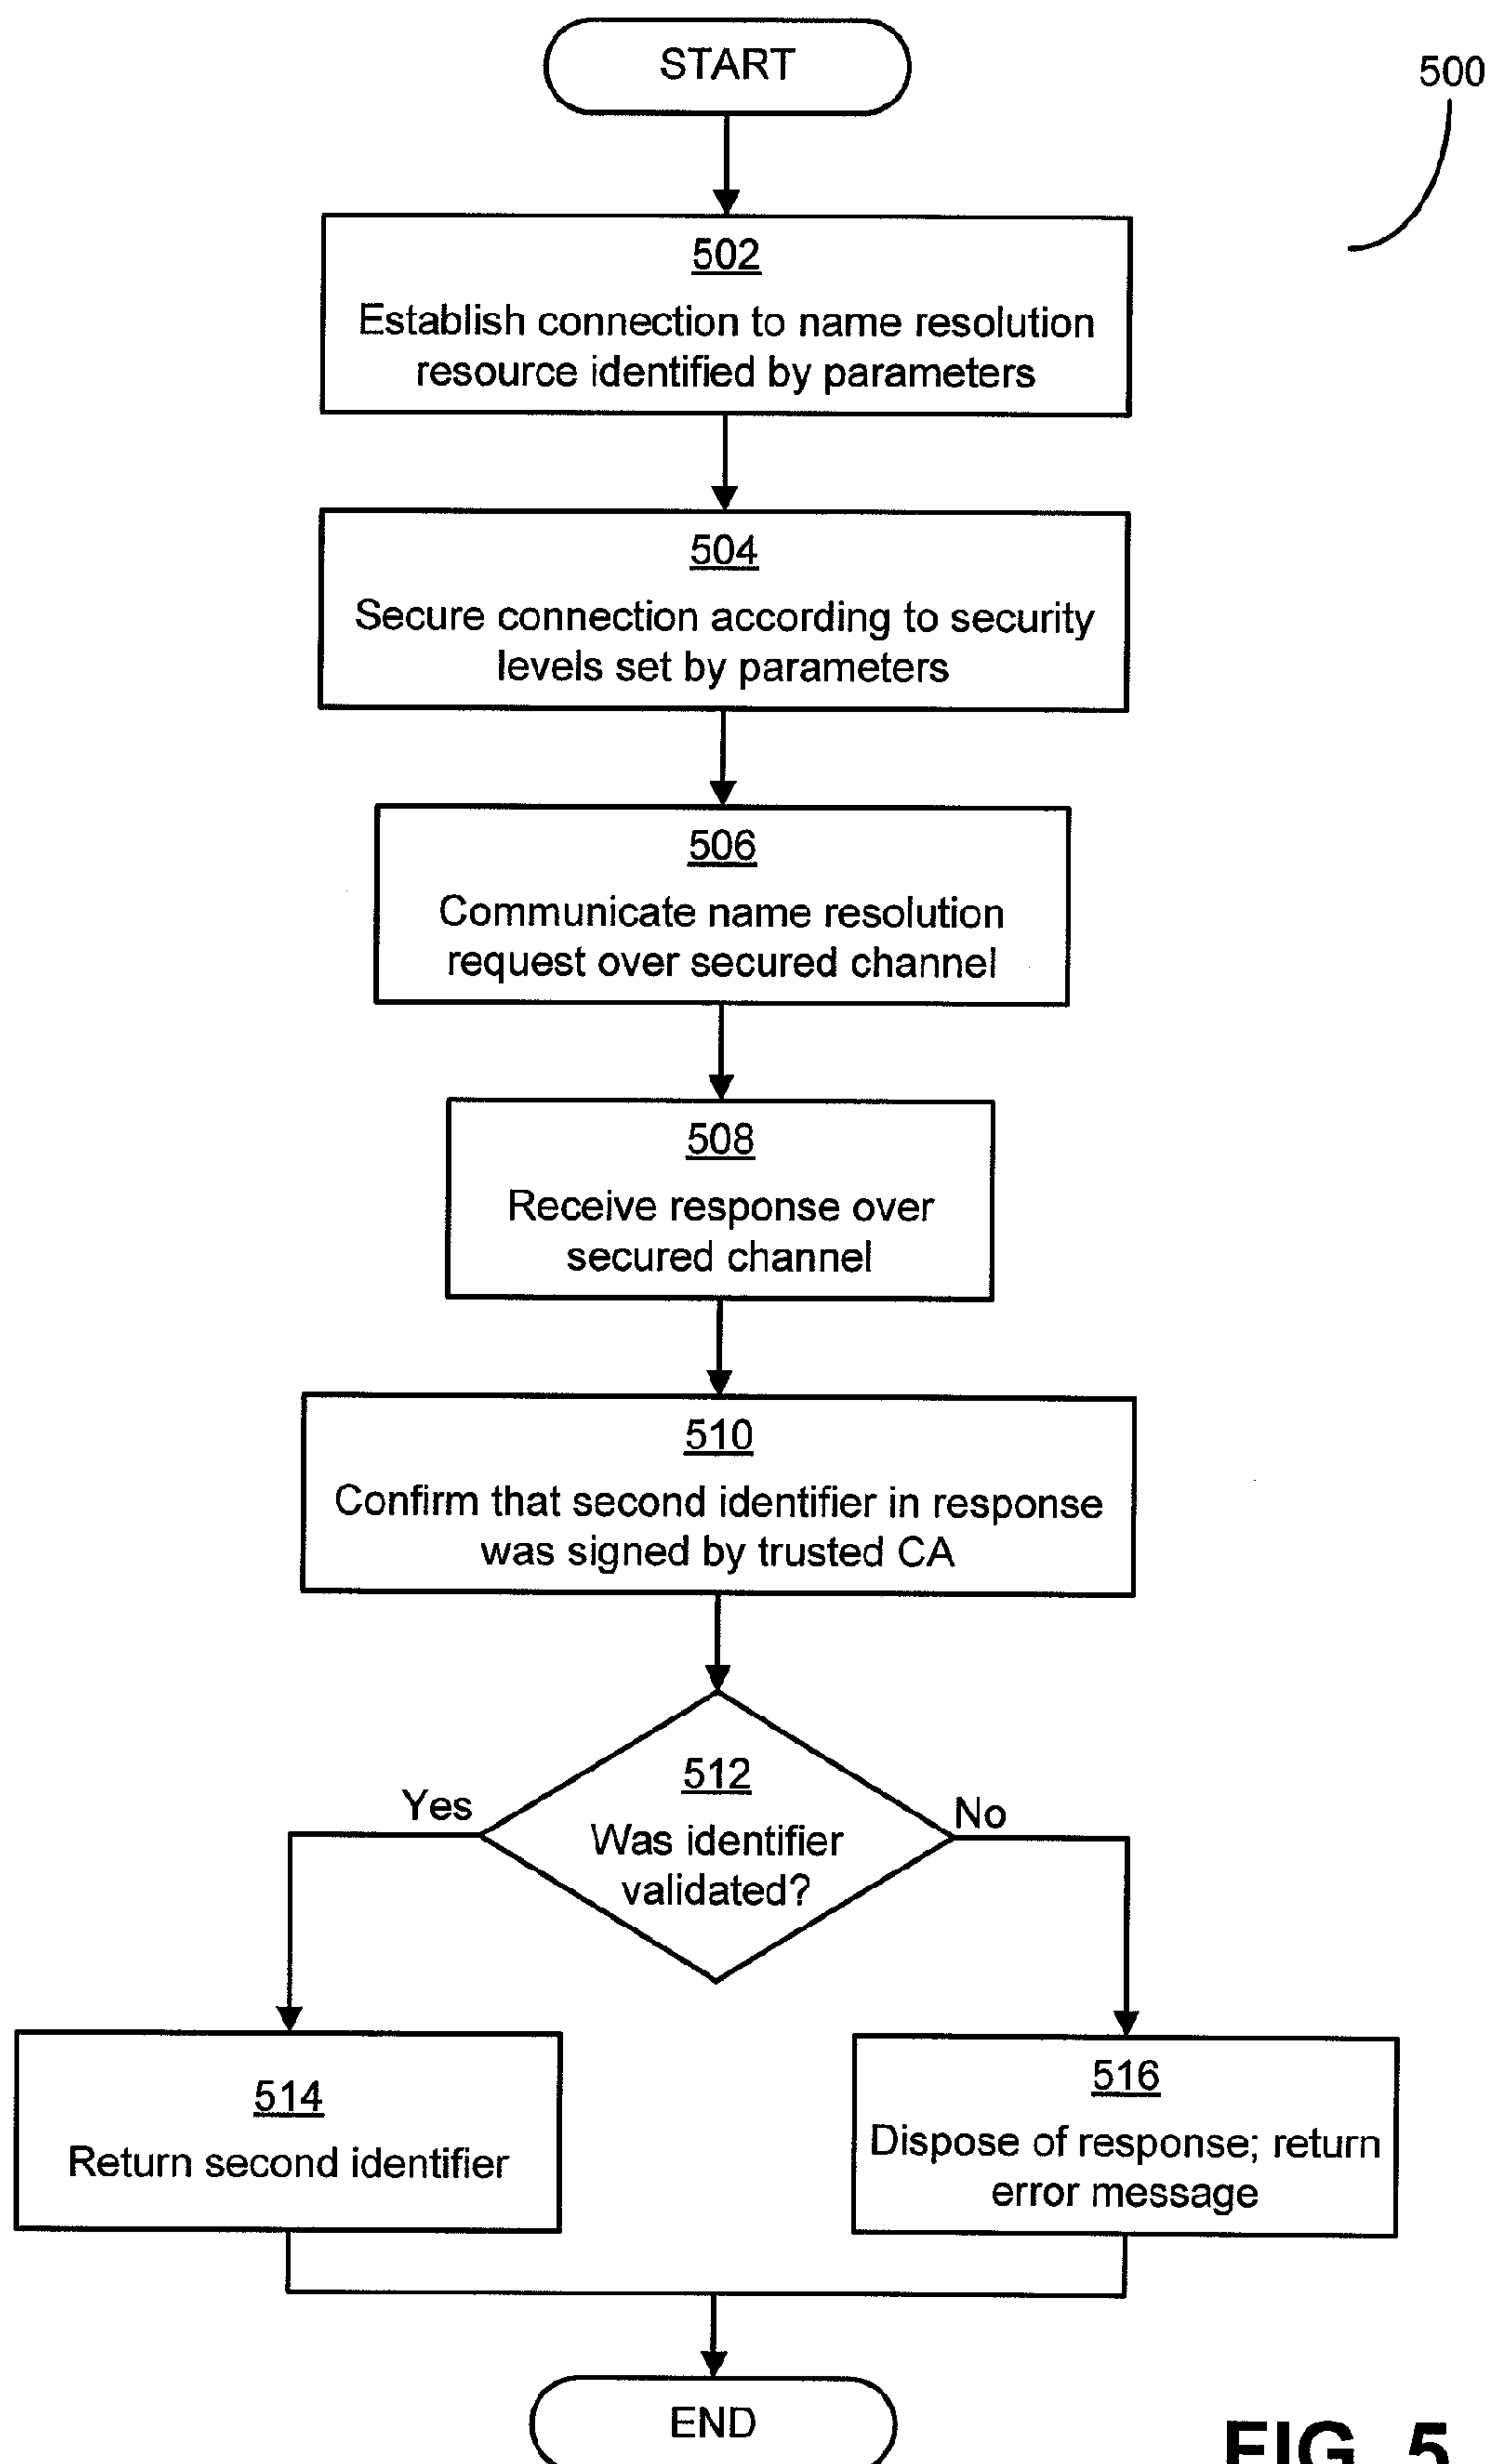 START
500
502
Establish connection to name resolution
resource identified by parameters
504
Secure connection according to security
levels set by parameters
506
Communicate name resolution
request over secured channel
508
Receive response over
secured channel
510
Confirm that second identifier in response
was signed by trusted CA
512
Was identifier
validated?
Yes
No
514
Return second identifier
516
Dispose of response; return
error message
END
FIG. 5